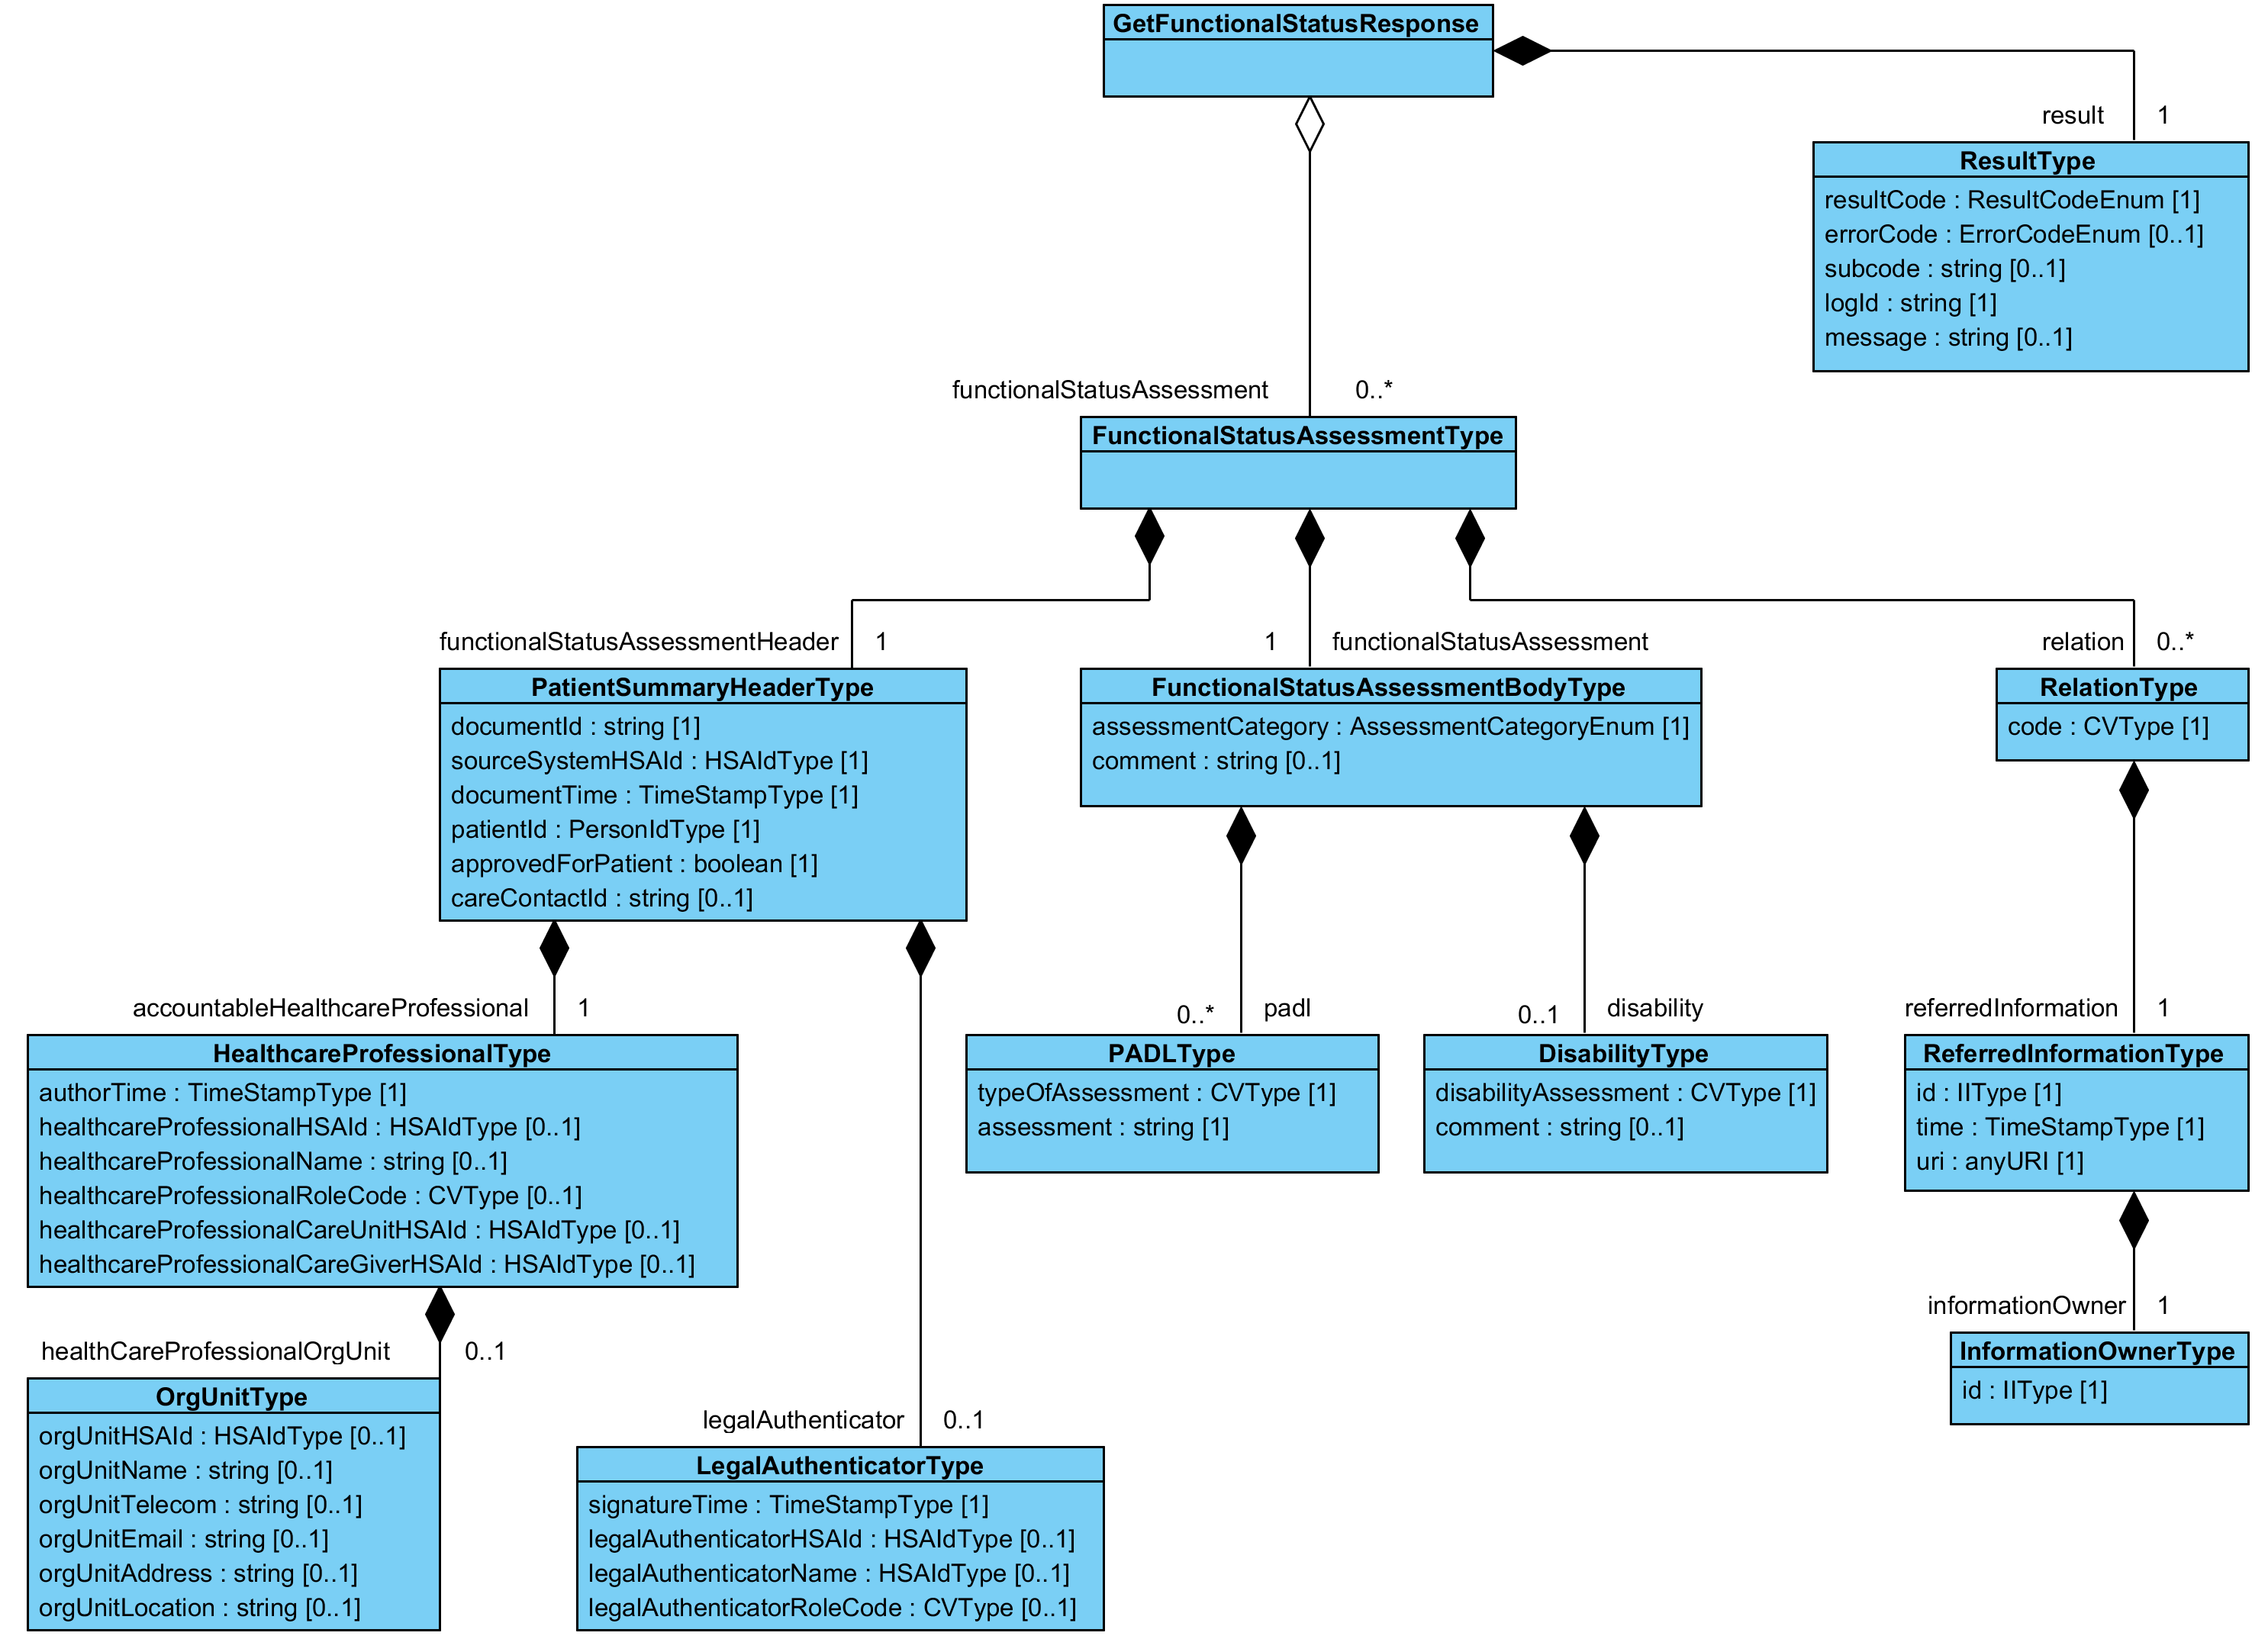 GetFunctionalStatusResponse
result 1
ResultType
resultCode : ResultCodeEnum [1]
errorCode : ErrorCodeEnum [0..1]
subcode : string [0..1]
logId : string [1]
message : string [0..1]
functionalStatusAssessment 0..*
FunctionalStatusAssessmentType
functionalStatusAssessmentHeader 1
1 functionalStatusAssessment
relation 0..*
PatientSummaryHeaderType
documentId : string [1]
sourceSystemHSAId : HSAIdType [1]
documentTime : TimeStampType [1]
patientId : PersonIdType [1]
approvedForPatient : boolean [1]
careContactId : string [0..1]
FunctionalStatusAssessmentBodyType
assessmentCategory : AssessmentCategoryEnum [1]
comment : string [0..1]
RelationType
code : CVType [1]
accountableHealthcareProfessional 1
0..* padl
0..1 disability
referredInformation 1
HealthcareProfessionalType
authorTime : TimeStampType [1]
healthcareProfessionalHSAId : HSAIdType [0..1]
healthcareProfessionalName : string [0..1]
healthcareProfessionalRoleCode : CVType [0..1]
healthcareProfessionalCareUnitHSAId : HSAIdType [0..1]
healthcareProfessionalCareGiverHSAId : HSAIdType [0..1]
PADLType
typeOfAssessment : CVType [1]
assessment : string [1]
DisabilityType
disabilityAssessment : CVType [1]
comment : string [0..1]
ReferredInformationType
id : IIType [1]
time : TimeStampType [1]
uri : anyURI [1]
informationOwner 1
InformationOwnerType
id : IIType [1]
healthCareProfessionalOrgUnit 0..1
OrgUnitType
orgUnitHSAId : HSAIdType [0..1]
orgUnitName : string [0..1]
orgUnitTelecom : string [0..1]
orgUnitEmail : string [0..1]
orgUnitAddress : string [0..1]
orgUnitLocation : string [0..1]
legalAuthenticator 0..1
LegalAuthenticatorType
signatureTime : TimeStampType [1]
legalAuthenticatorHSAId : HSAIdType [0..1]
legalAuthenticatorName : HSAIdType [0..1]
legalAuthenticatorRoleCode : CVType [0..1]